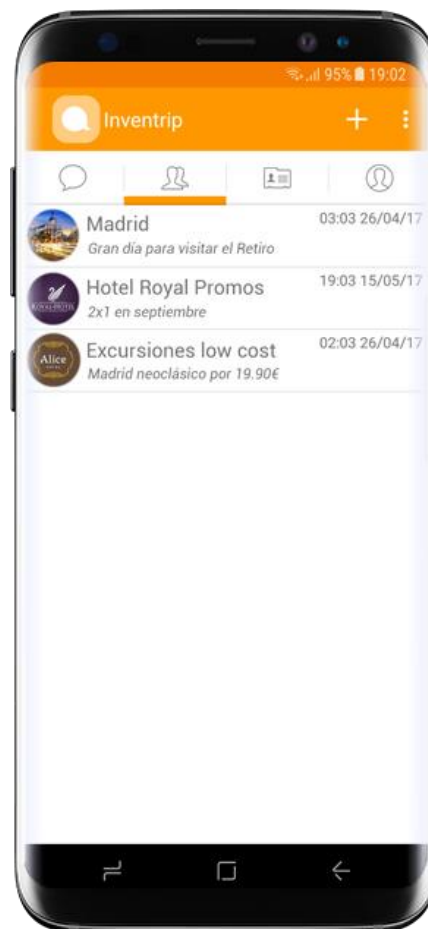 95% 19:02
Inventrip
Madrid 03:03 26/04/17
Gran día para visitar el Retiro
Hotel Royal Promos 19:03 15/05/17
2x1 en septiembre
Excursiones low cost 02:03 26/04/17
Madrid neoclásico por 19.90€
Alice